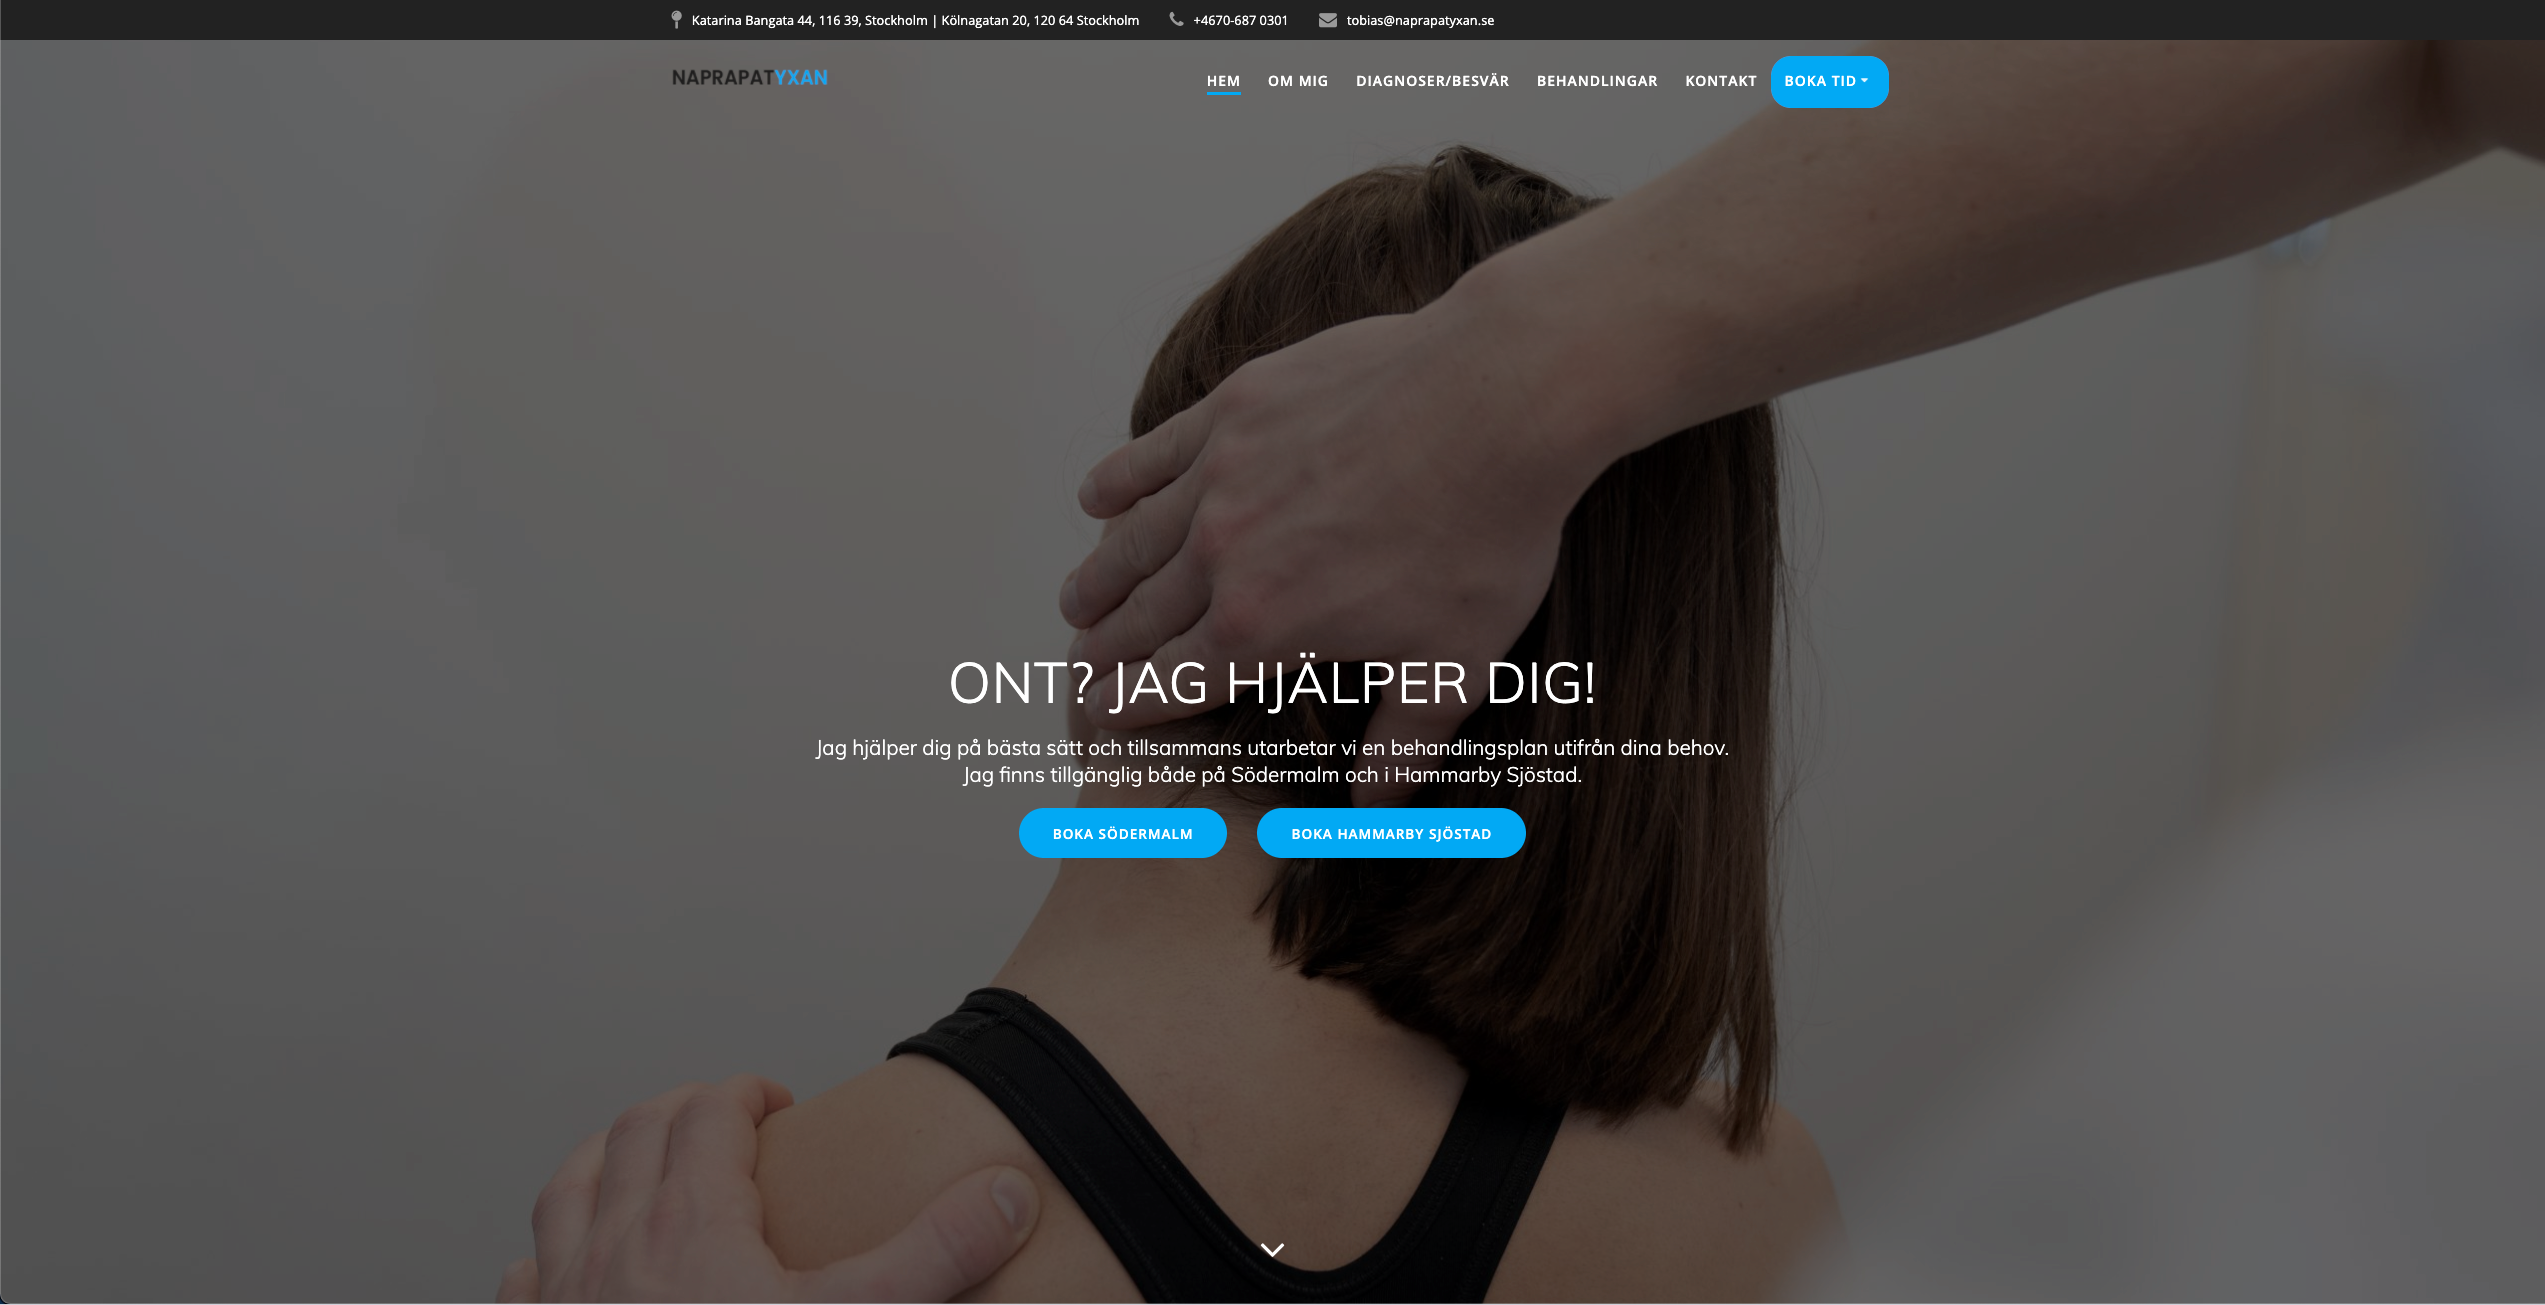 Katarina Bangata 44, 116 39, Stockholm | Kölnagatan 20, 120 64 Stockholm
+4670-687 0301
tobias@naprapatyxan.se
NAPRAPATYXAN
HEM
OM MIG
DIAGNOSER/BESVÄR
BEHANDLINGAR
KONTAKT
BOKA TID
ONT? JAG HJÄLPER DIG!
Jag hjälper dig på bästa sätt och tillsammans utarbetar vi en behandlingsplan utifrån dina behov.
Jag finns tillgänglig både på Södermalm och i Hammarby Sjöstad.
BOKA SÖDERMALM
BOKA HAMMARBY SJÖSTAD